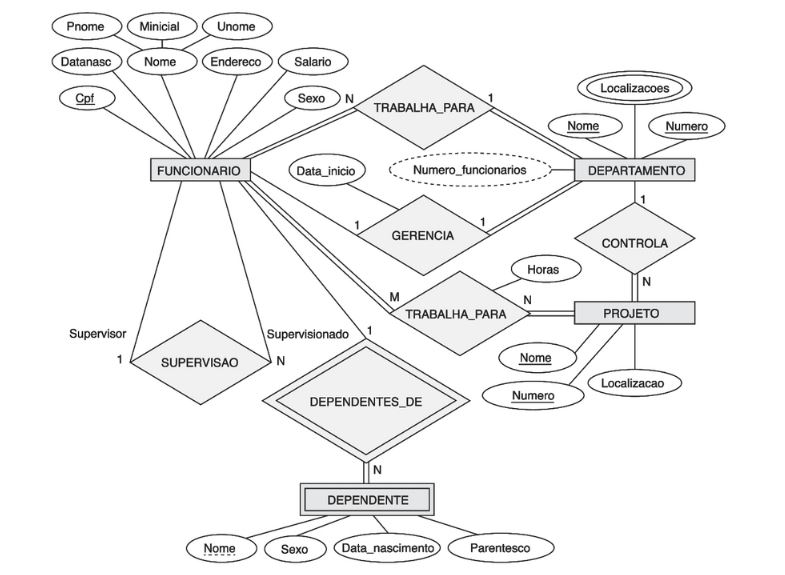 Pnome
Minicial
Unome
Datanasc
Nome
Endereco
Salario
Cpf
Sexo
N
TRABALHA_PARA
1
Localizacoes
Nome
Numero
FUNCIONARIO
Data_inicio
Numero_funcionarios
DEPARTAMENTO
1
GERENCIA
1
1
CONTROLA
N
Horas
M
TRABALHA_PARA
N
PROJETO
Nome
Numero
Localizacao
Supervisor
1
SUPERVISAO
Supervisionado
N
1
DEPENDENTES_DE
N
DEPENDENTE
Nome
Sexo
Data_nascimento
Parentesco